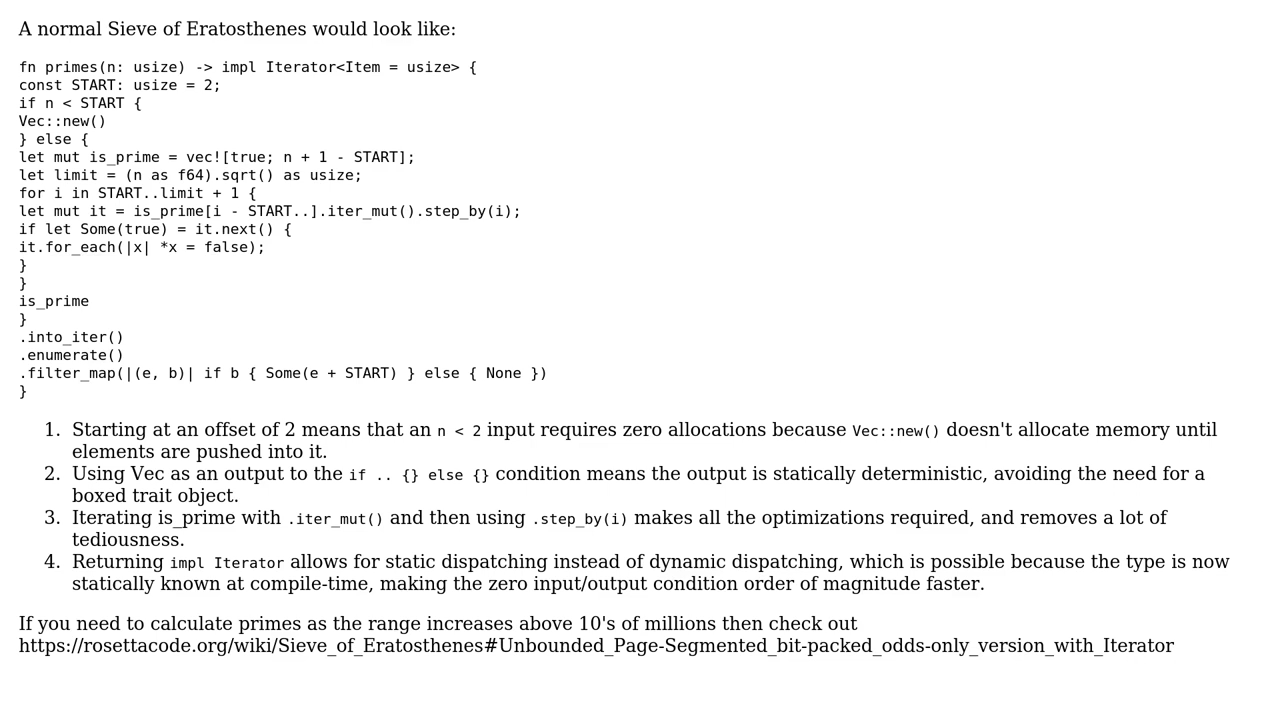 A normal Sieve of Eratosthenes would look like:
fn primes(n: usize) -> impl Iterator<Item = usize> {
const START: usize = 2;
if n < START {
Vec::new()
} else {
let mut is_prime = vec![true; n + 1 - START];
let limit = (n as f64).sqrt() as usize;
for i in START..limit + 1 {
let mut it = is_prime[i - START..].iter_mut().step_by(i);
if let Some(true) = it.next() {
it.for_each(|x| *x = false);
}
}
is_prime
}
.into_iter()
.enumerate()
.filter_map(|(e, b)| if b { Some(e + START) } else { None })
}
1. Starting at an offset of 2 means that an n < 2 input requires zero allocations because Vec::new() doesn't allocate memory until
elements are pushed into it.
2. Using Vec as an output to the if .. {} else {} condition means the output is statically deterministic, avoiding the need for a
boxed trait object.
3. Iterating is_prime with .iter_mut() and then using .step_by(i) makes all the optimizations required, and removes a lot of
tediousness.
4. Returning impl Iterator allows for static dispatching instead of dynamic dispatching, which is possible because the type is now
statically known at compile-time, making the zero input/output condition order of magnitude faster.
If you need to calculate primes as the range increases above 10's of millions then check out
https://rosettacode.org/wiki/Sieve_of_Eratosthenes#Unbounded_Page-Segmented_bit-packed_odds-only_version_with_Iterator